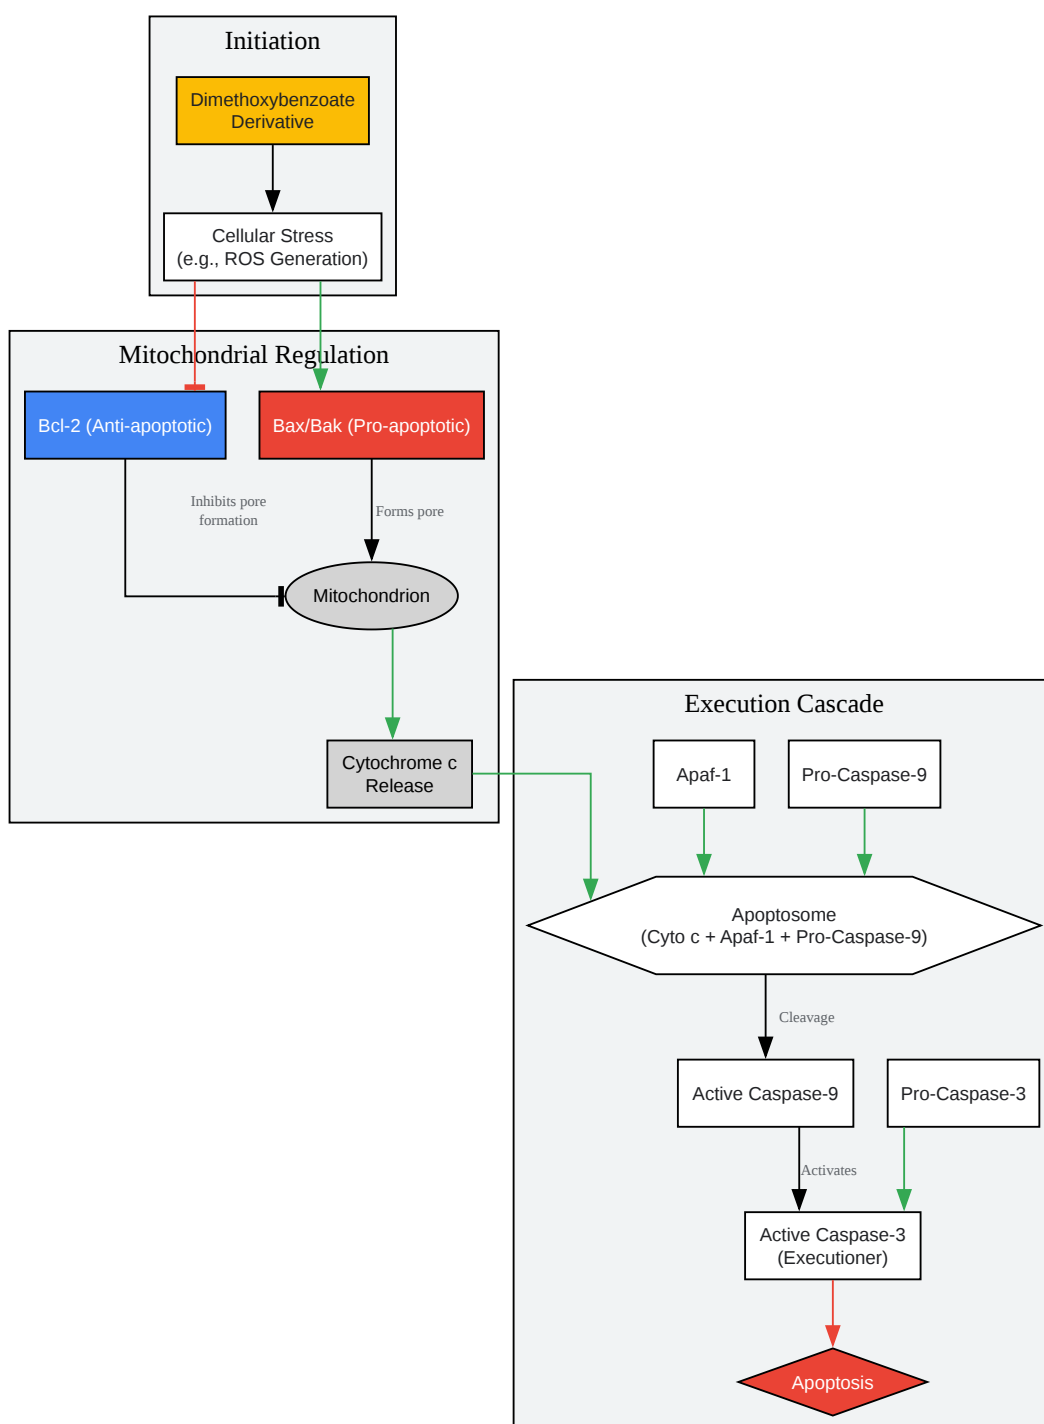 Initiation
Dimethoxybenzoate
Derivative
Cellular Stress
(e.g., ROS Generation)
Mitochondrial Regulation
Bcl-2 (Anti-apoptotic)
Bax/Bak (Pro-apoptotic)
Inhibits pore
formation
Forms pore
Mitochondrion
Cytochrome c
Release
Execution Cascade
Apaf-1
Pro-Caspase-9
Apoptosome
(Cyto c + Apaf-1 + Pro-Caspase-9)
Cleavage
Active Caspase-9
Pro-Caspase-3
Activates
Active Caspase-3
(Executioner)
Apoptosis